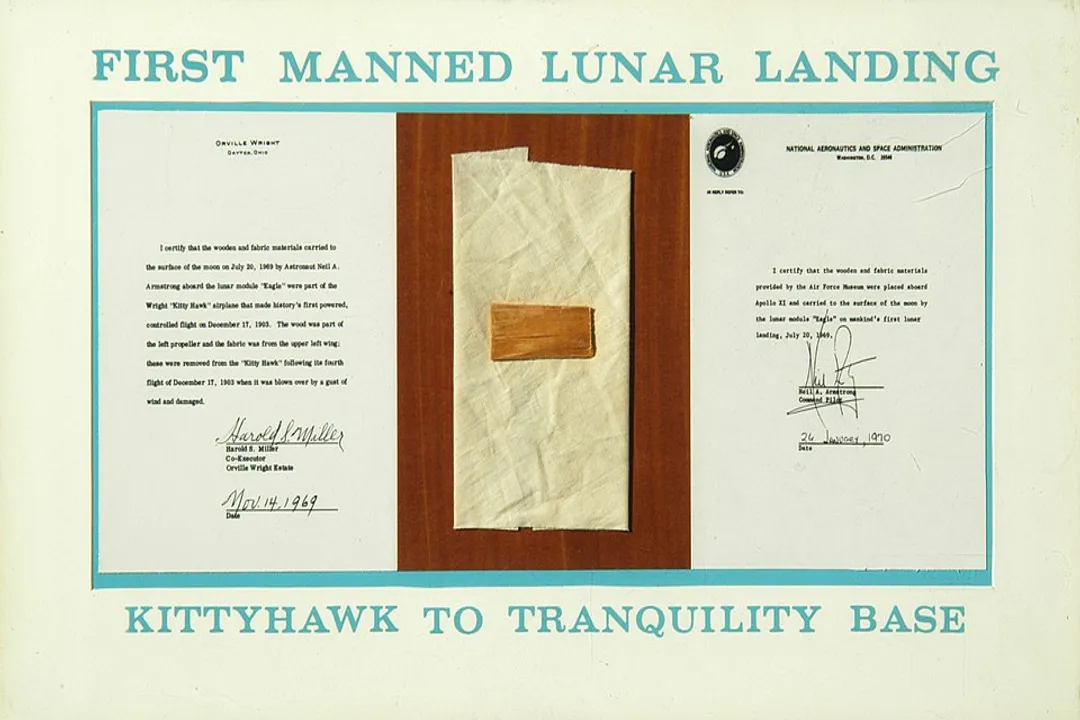 FIRST MANNED LUNAR LANDING
ORVILLE WRIGHT
DAYTON, OHIO
I certify that the wooden and fabric materials carried to
the surface of the moon on July 20, 1969 by Astronaut Neil A.
Armstrong aboard the lunar module "Eagle" were part of the
Wright "Kitty Hawk" airplane that made history's first powered,
controlled flight on December 17, 1903. The wood was part of
the left propeller and the fabric was from the upper left wing;
these were removed from the "Kitty Hawk" following its fourth
flight of December 17, 1903 when it was blown over by a gust of
wind and damaged.
Harold S. Miller
Harold S. Miller
Co-Executor
Orville Wright Estate
Nov. 14, 1969
Date
NATIONAL AERONAUTICS AND SPACE ADMINISTRATION
WASHINGTON, D.C. 20546
IN REPLY REFER TO:
I certify that the wooden and fabric materials
provided by the Air Force Museum were placed aboard
Apollo XI and carried to the surface of the moon by
the lunar module "Eagle" on mankind's first lunar
landing, July 20, 1969.
Neil A. Armstrong
Command Pilot
26 January, 1970
Date
KITTYHAWK TO TRANQUILITY BASE